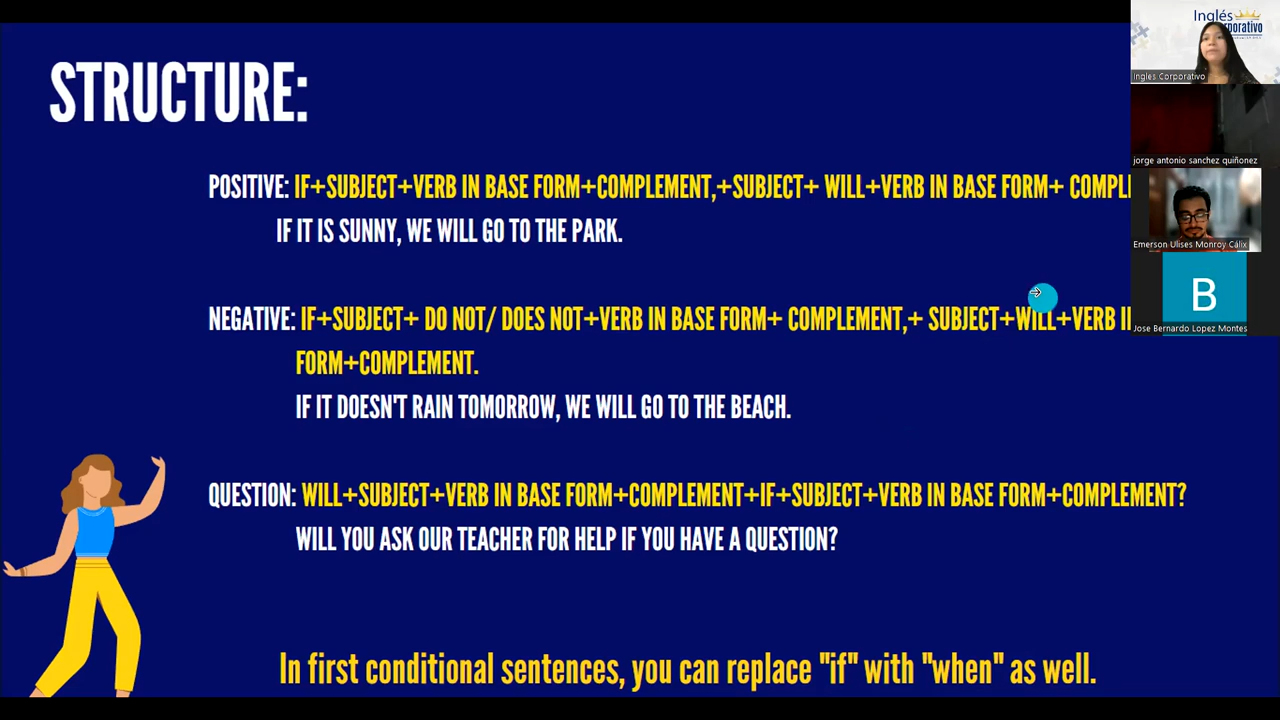 STRUCTURE:
POSITIVE: IF+SUBJECT+VERB IN BASE FORM+COMPLEMENT,+SUBJECT+ WILL+VERB IN BASE FORM+
IF IT IS SUNNY, WE WILL GO TO THE PARK.
NEGATIVE: IF+SUBJECT+ DO NOT/ DOES NOT+VERB IN BASE FORM+ COMPLEMENT,+ SUBJECT+WILL+VERB
FORM+COMPLEMENT.
IF IT DOESN'T RAIN TOMORROW, WE WILL GO TO THE BEACH.
QUESTION: WILL+SUBJECT+VERB IN BASE FORM+COMPLEMENT+IF+SUBJECT+VERB IN BASE FORM+COMPLEMENT?
WILL YOU ASK OUR TEACHER FOR HELP IF YOU HAVE A QUESTION?
In first conditional sentences, you can replace "if" with "when" as well.
Inglés
Ingles Corporativo
jorge antonio sanchez quiñonez
Emerson Ulises Monroy Cálix
B
Jose Bernardo Lopez Montes